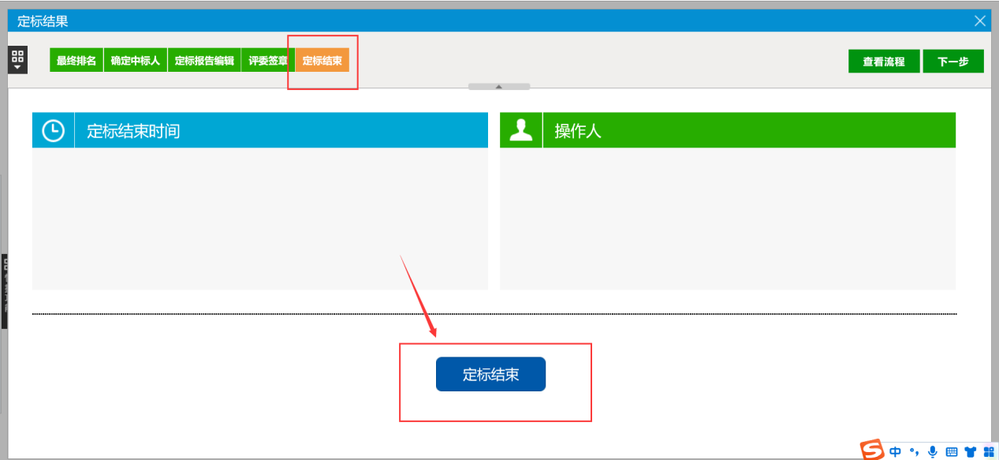 定标结果
最终排名 确定中标人 定标报告编辑 评委签章 定标结束
查看流程 下一步
定标结束时间
操作人
定标结束
中